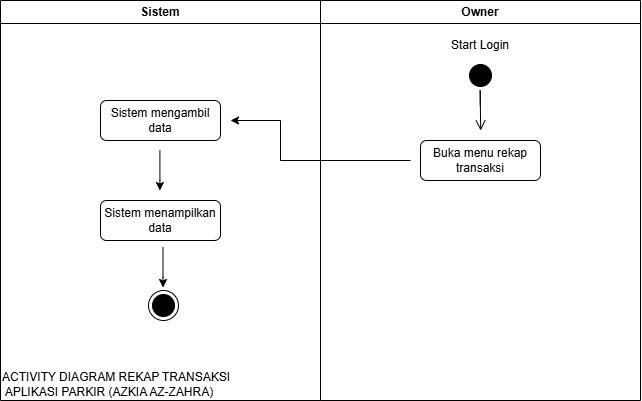 Sistem
Owner
Start Login
Sistem mengambil
data
Buka menu rekap
transaksi
Sistem menampilkan
data
ACTIVITY DIAGRAM REKAP TRANSAKSI
APLIKASI PARKIR (AZKIA AZ-ZAHRA)